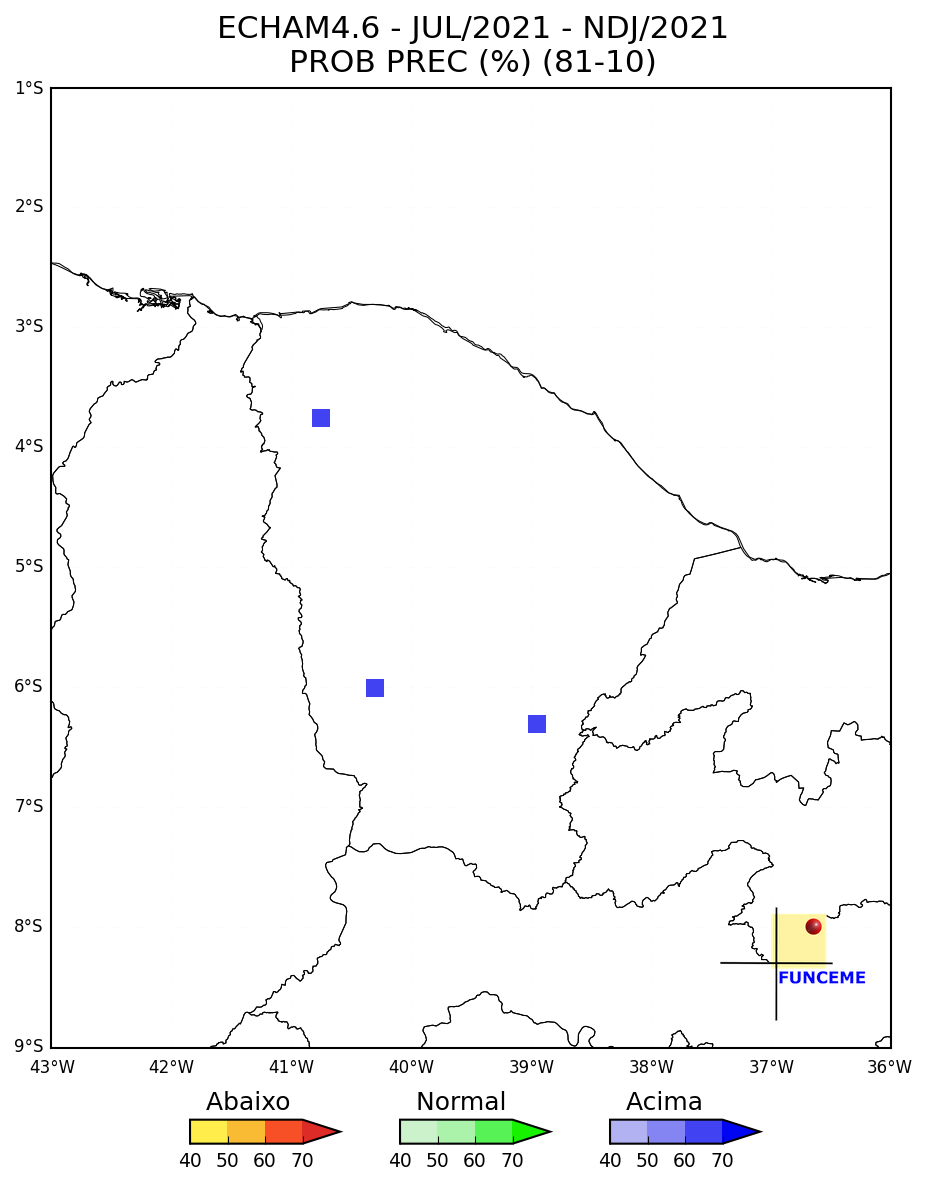 ECHAM4.6 - JUL/2021 - NDJ/2021
PROB PREC (%) (81-10)
1°S
2°S
3°S
4°S
5°S
6°S
7°S
8°S
9°S
FUNCEME
43°W 42°W 41°W 40°W 39°W 38°W 37°W 36°W
Abaixo Normal Acima
40 50 60 70 40 50 60 70 40 50 60 70